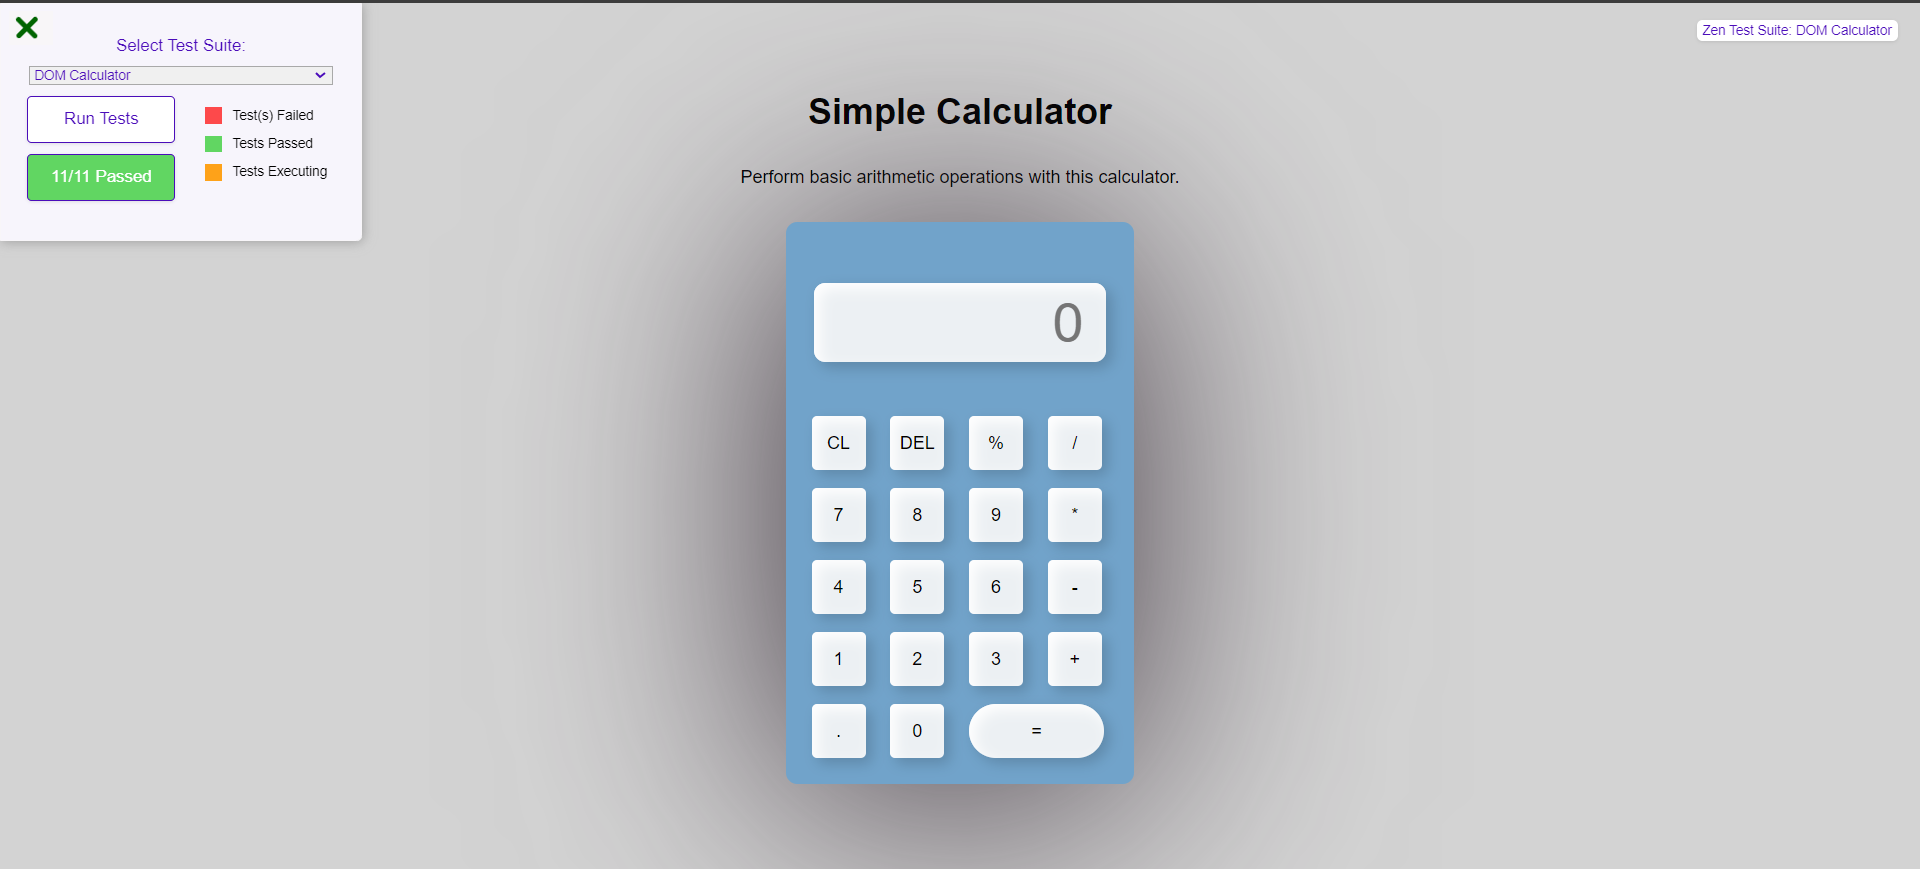 Select Test Suite:
DOM Calculator
Run Tests
11/11 Passed
Test(s) Failed
Tests Passed
Tests Executing
Zen Test Suite: DOM Calculator
Simple Calculator
Perform basic arithmetic operations with this calculator.
0
CL DEL % /
7 8 9 *
4 5 6 -
1 2 3 +
. 0 =